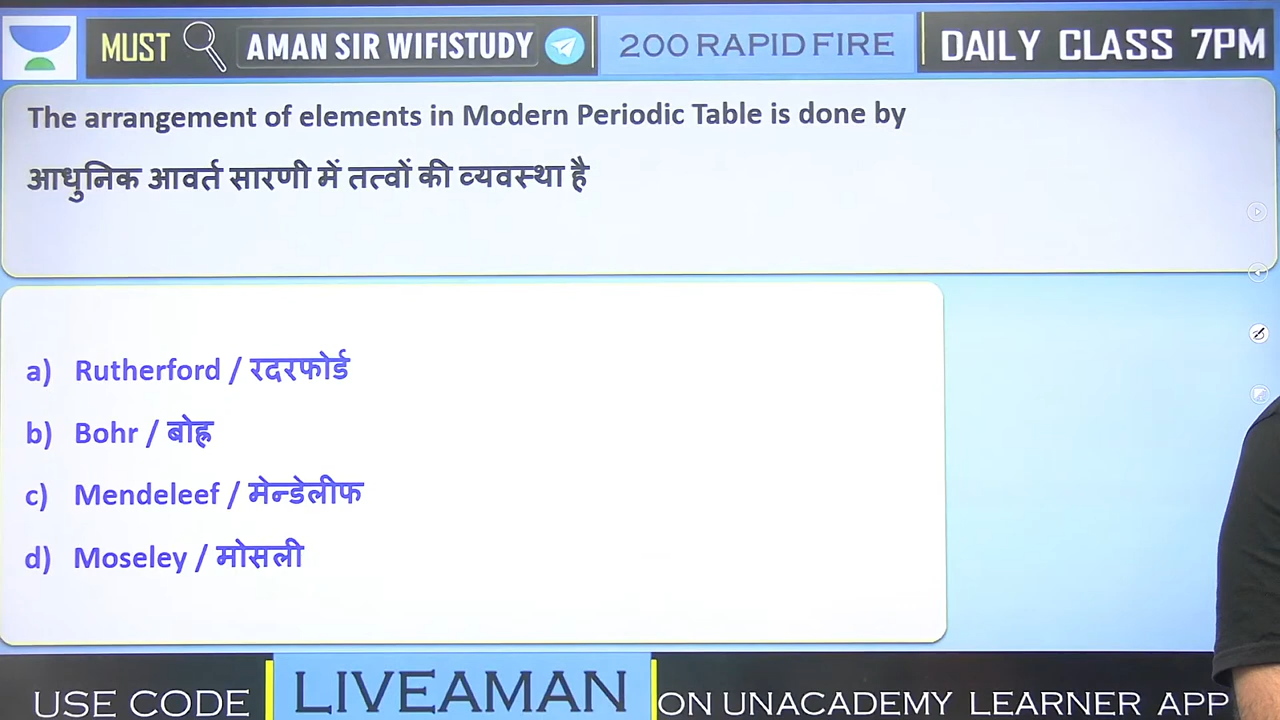 MUST AMAN SIR WIFISTUDY 200 RAPID FIRE DAILY CLASS 7PM
The arrangement of elements in Modern Periodic Table is done by
आधुनिक आवर्त सारणी में तत्वों की व्यवस्था है
a) Rutherford / रदरफोर्ड
b) Bohr / बोह्र
c) Mendeleef / मेन्डेलीफ
d) Moseley / मोसली
USE CODE LIVEAMAN ON UNACADEMY LEARNER APP